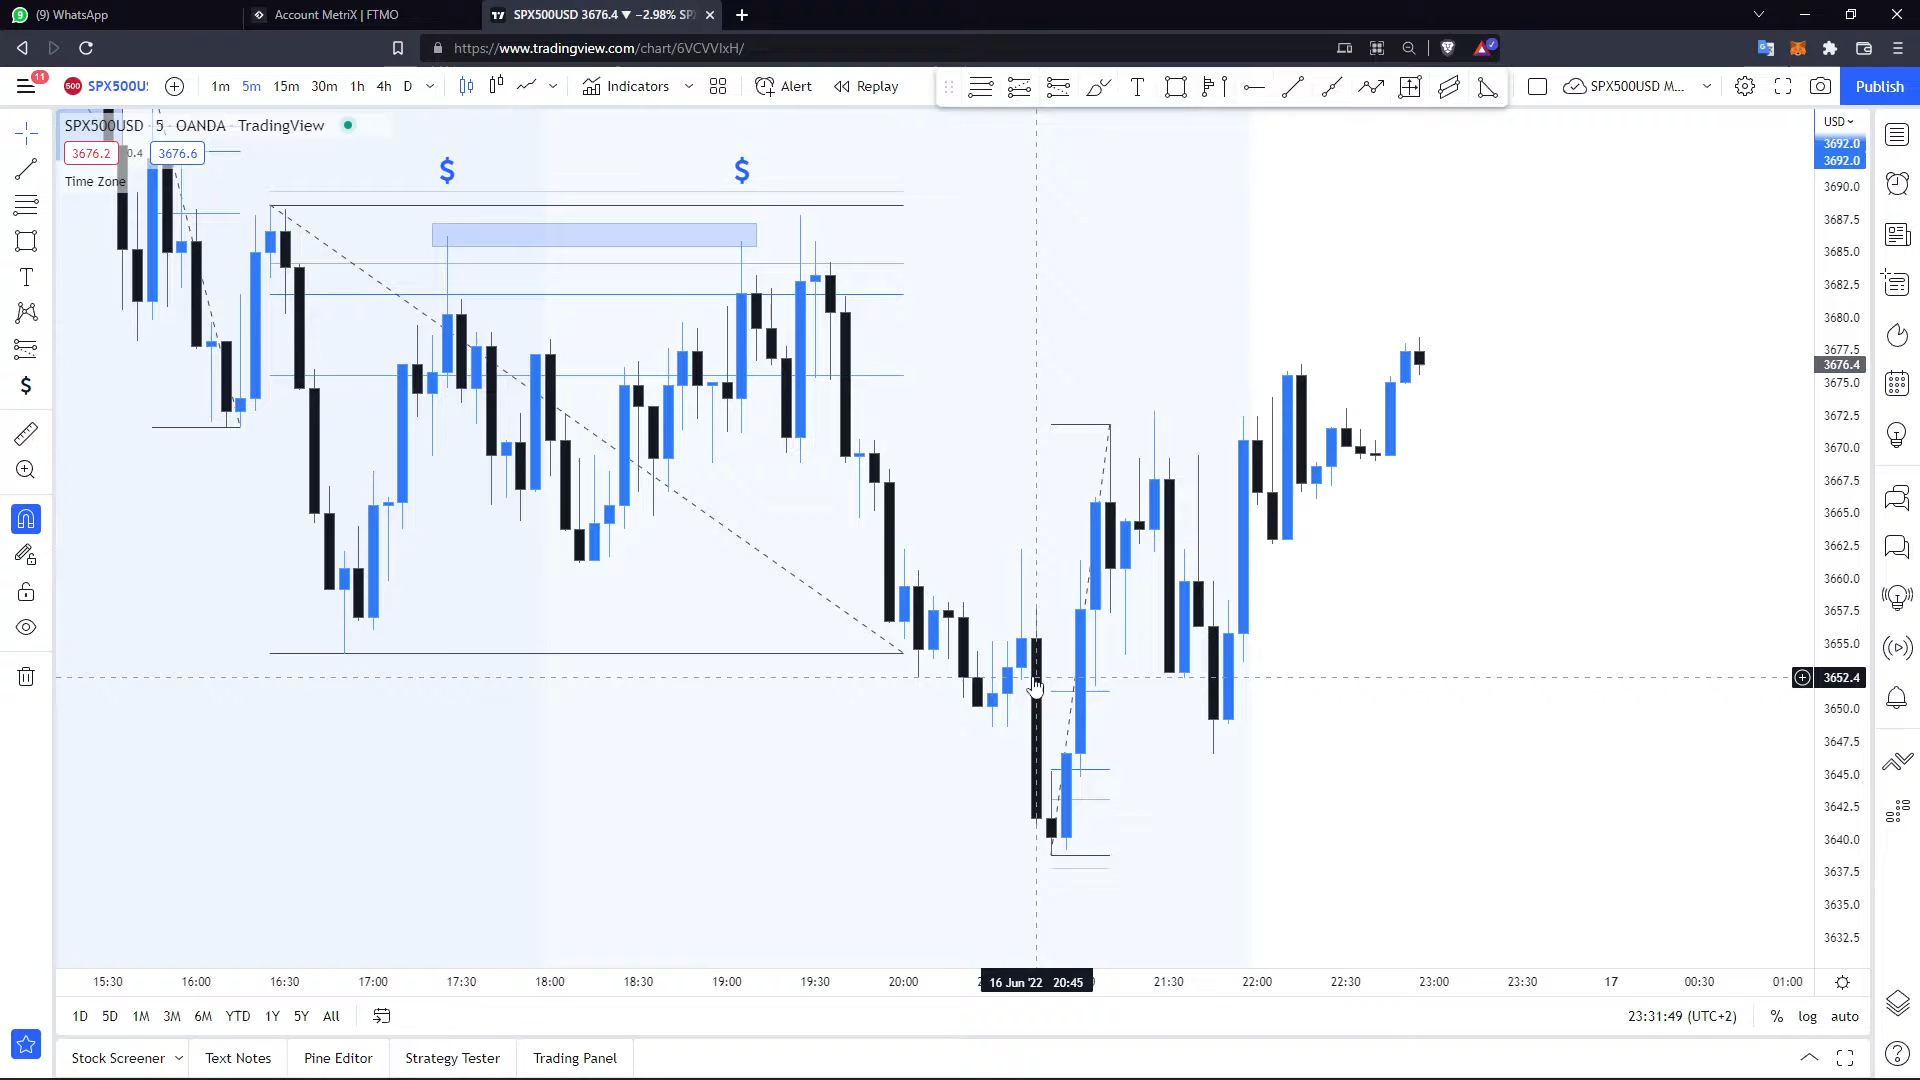 (9) WhatsApp
Account MetriX | FTMO
SPX500USD 3676.4 ▼ −2.98% SP
https://www.tradingview.com/chart/6VCVVlxH/
11
500
SPX500U
1m 5m 15m 30m 1h 4h D
Indicators
Alert
Replay
SPX500USD M...
Publish
SPX500USD · 5 · OANDA · TradingView
3676.2
0.4
3676.6
Time Zone
$ $
$
USD
3692.0
3692.0
3690.0
3687.5
3685.0
3682.5
3680.0
3677.5
3676.4
3675.0
3672.5
3670.0
3667.5
3665.0
3662.5
3660.0
3657.5
3655.0
3652.4
3650.0
3647.5
3645.0
3642.5
3640.0
3637.5
3635.0
3632.5
15:30 16:00 16:30 17:00 17:30 18:00 18:30 19:00 19:30 20:00 16 Jun '22 20:45 21:30 22:00 22:30 23:00 23:30 17 00:30 01:00
1D 5D 1M 3M 6M YTD 1Y 5Y All
23:31:49 (UTC+2) % log auto
Stock Screener Text Notes Pine Editor Strategy Tester Trading Panel